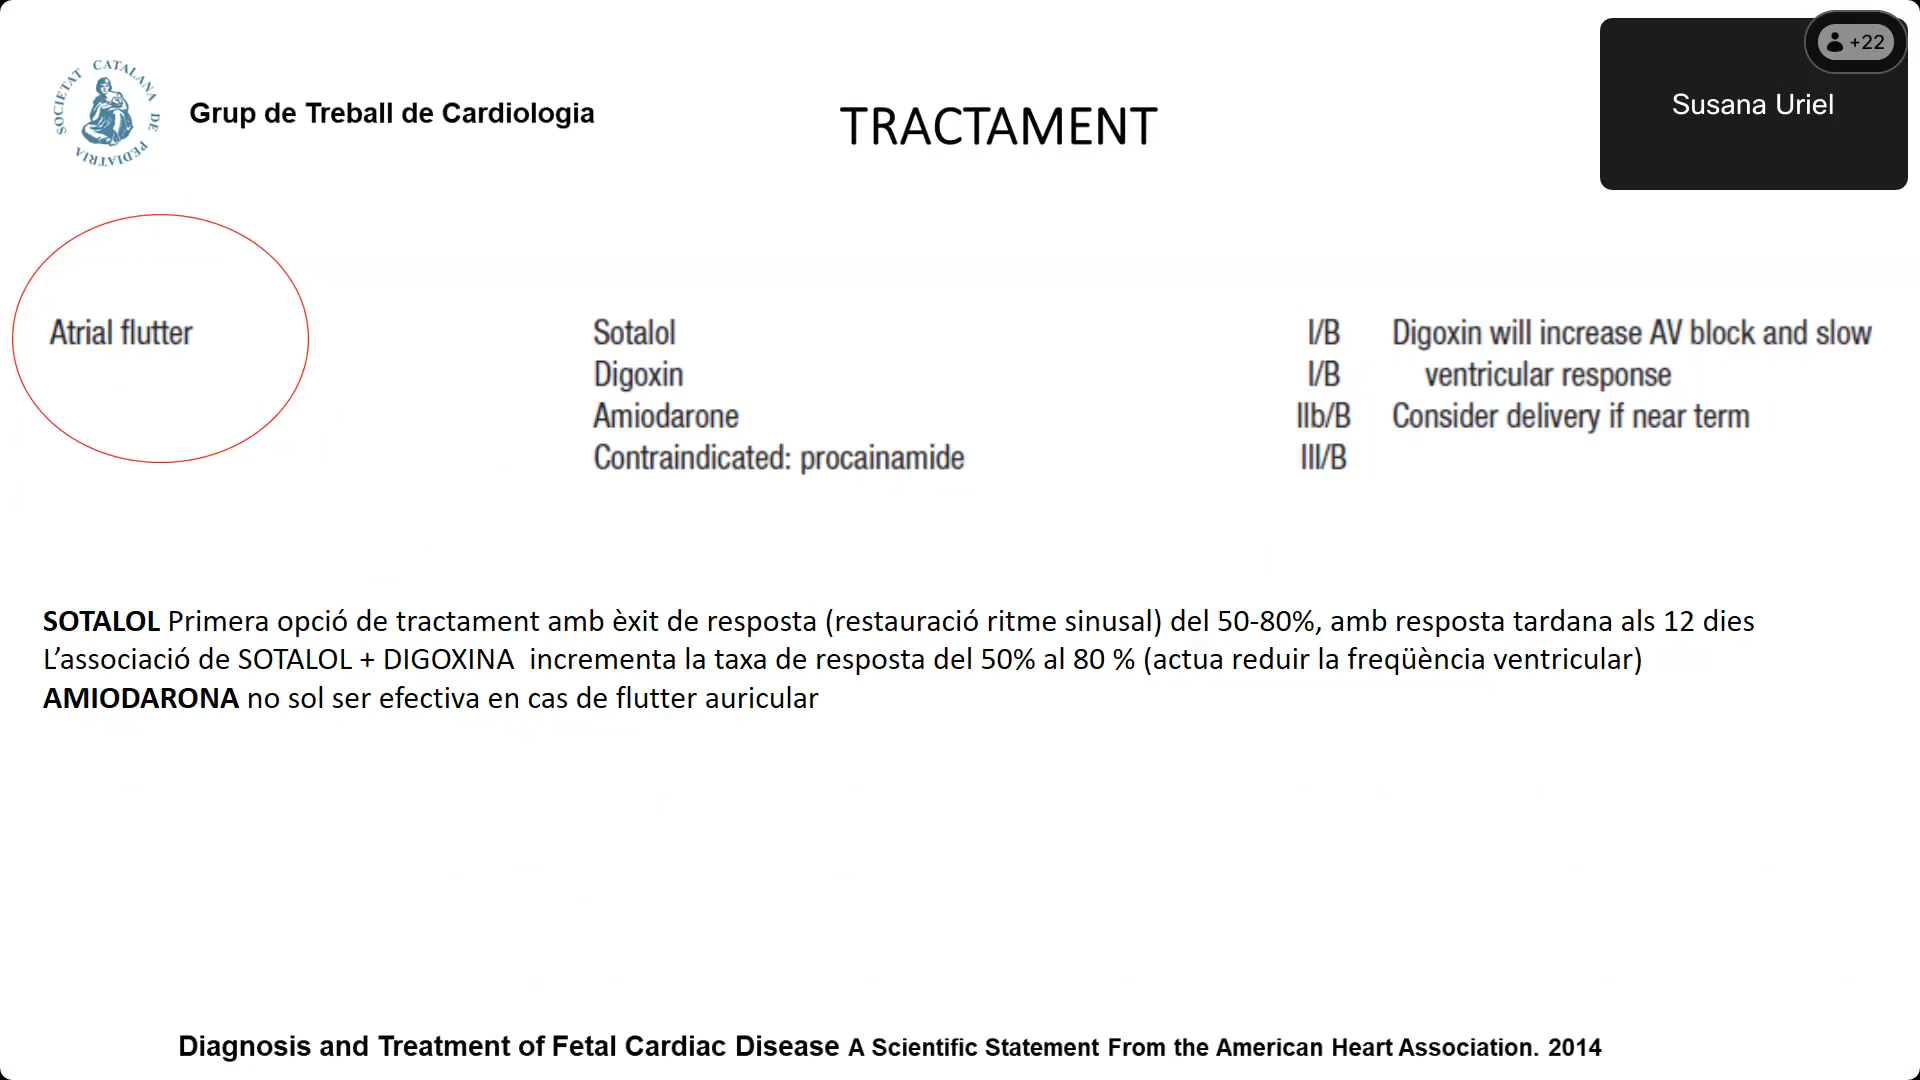 SOCIETAT CATALANA DE PEDIATRIA
Grup de Treball de Cardiologia
TRACTAMENT
+22
Susana Uriel
Atrial flutter Sotalol I/B Digoxin will increase AV block and slow
Digoxin I/B ventricular response
Amiodarone IIb/B Consider delivery if near term
Contraindicated: procainamide III/B
SOTALOL Primera opció de tractament amb èxit de resposta (restauració ritme sinusal) del 50-80%, amb resposta tardana als 12 dies
L’associació de SOTALOL + DIGOXINA incrementa la taxa de resposta del 50% al 80 % (actua reduir la freqüència ventricular)
AMIODARONA no sol ser efectiva en cas de flutter auricular
Diagnosis and Treatment of Fetal Cardiac Disease A Scientific Statement From the American Heart Association. 2014